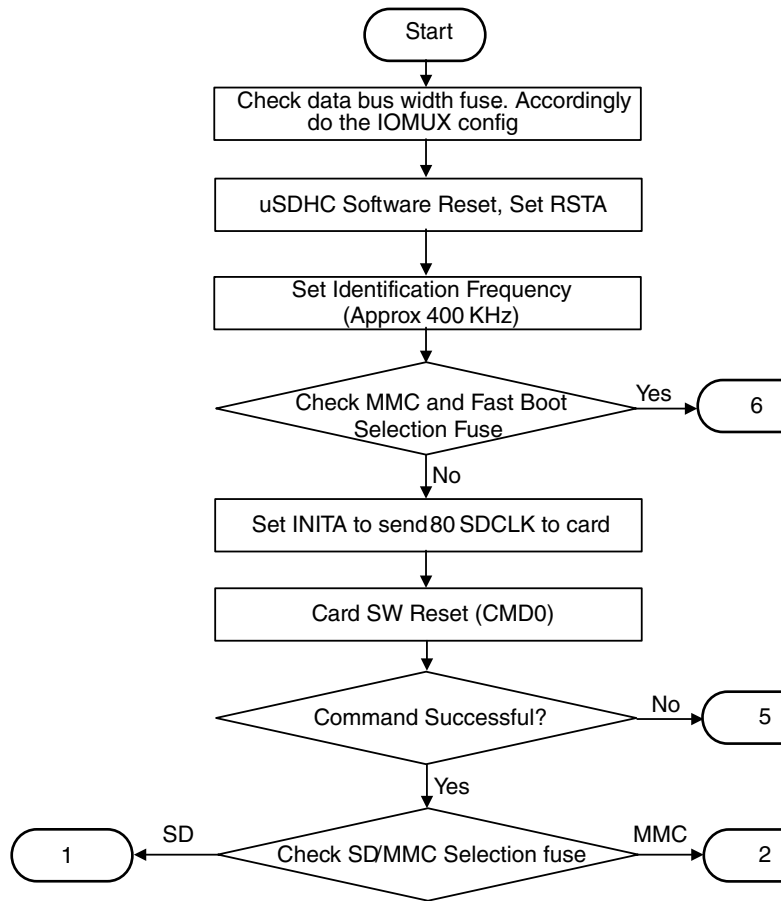 Start
Check data bus width fuse. Accordingly
do the IOMUX config
uSDHC Software Reset, Set RSTA
Set Identification Frequency
(Approx 400 KHz)
Check MMC and Fast Boot
Selection Fuse
Yes
6
No
Set INITA to send 80 SDCLK to card
Card SW Reset (CMD0)
Command Successful?
No
5
Yes
Check SD/MMC Selection fuse
SD
1
MMC
2